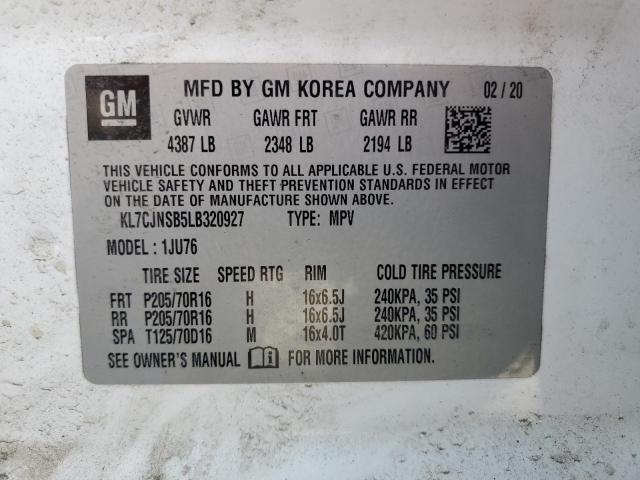 GM MFD BY GM KOREA COMPANY 02/20
GVWR GAWR FRT GAWR RR
4387 LB 2348 LB 2194 LB
THIS VEHICLE CONFORMS TO ALL APPLICABLE U.S. FEDERAL MOTOR
VEHICLE SAFETY AND THEFT PREVENTION STANDARDS IN EFFECT
ON THE DATE OF MANUFACTURE SHOWN ABOVE.
KL7CJNSB5LB320927 TYPE: MPV
MODEL : 1JU76
TIRE SIZE SPEED RTG RIM COLD TIRE PRESSURE
FRT P205/70R16 H 16x6.5J 240KPA, 35 PSI
RR P205/70R16 H 16x6.5J 240KPA, 35 PSI
SPA T125/70D16 M 16x4.0T 420KPA, 60 PSI
SEE OWNER'S MANUAL FOR MORE INFORMATION.